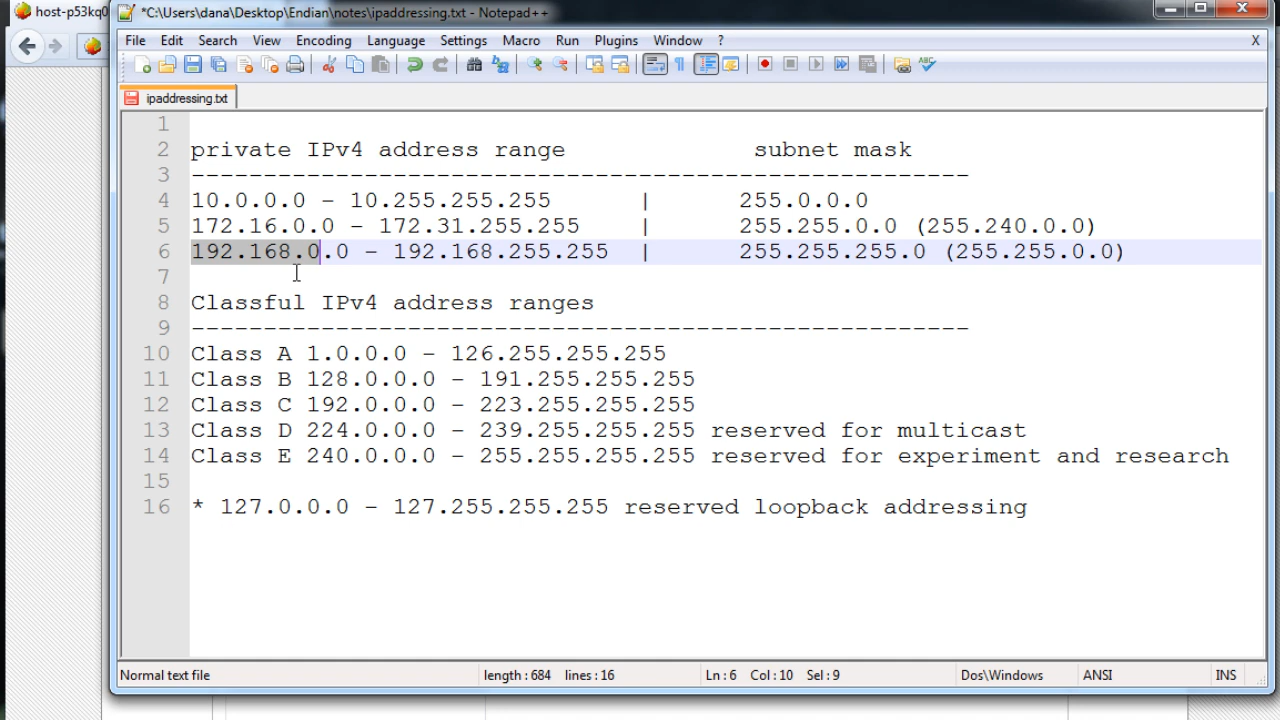 host-p53kq0
*C:\Users\dana\Desktop\Endian\notes\ipaddressing.txt - Notepad++
File Edit Search View Encoding Language Settings Macro Run Plugins Window ? X
ipaddressing.txt
1
2 private IPv4 address range subnet mask
3 ------------------------------------------------------
4 10.0.0.0 - 10.255.255.255 | 255.0.0.0
5 172.16.0.0 - 172.31.255.255 | 255.255.0.0 (255.240.0.0)
6 192.168.0.0 - 192.168.255.255 | 255.255.255.0 (255.255.0.0)
7
8 Classful IPv4 address ranges
9 ------------------------------------------------------
10 Class A 1.0.0.0 - 126.255.255.255
11 Class B 128.0.0.0 - 191.255.255.255
12 Class C 192.0.0.0 - 223.255.255.255
13 Class D 224.0.0.0 - 239.255.255.255 reserved for multicast
14 Class E 240.0.0.0 - 255.255.255.255 reserved for experiment and research
15
16 * 127.0.0.0 - 127.255.255.255 reserved loopback addressing
Normal text file length : 684 lines : 16 Ln : 6 Col : 10 Sel : 9 Dos\Windows ANSI INS